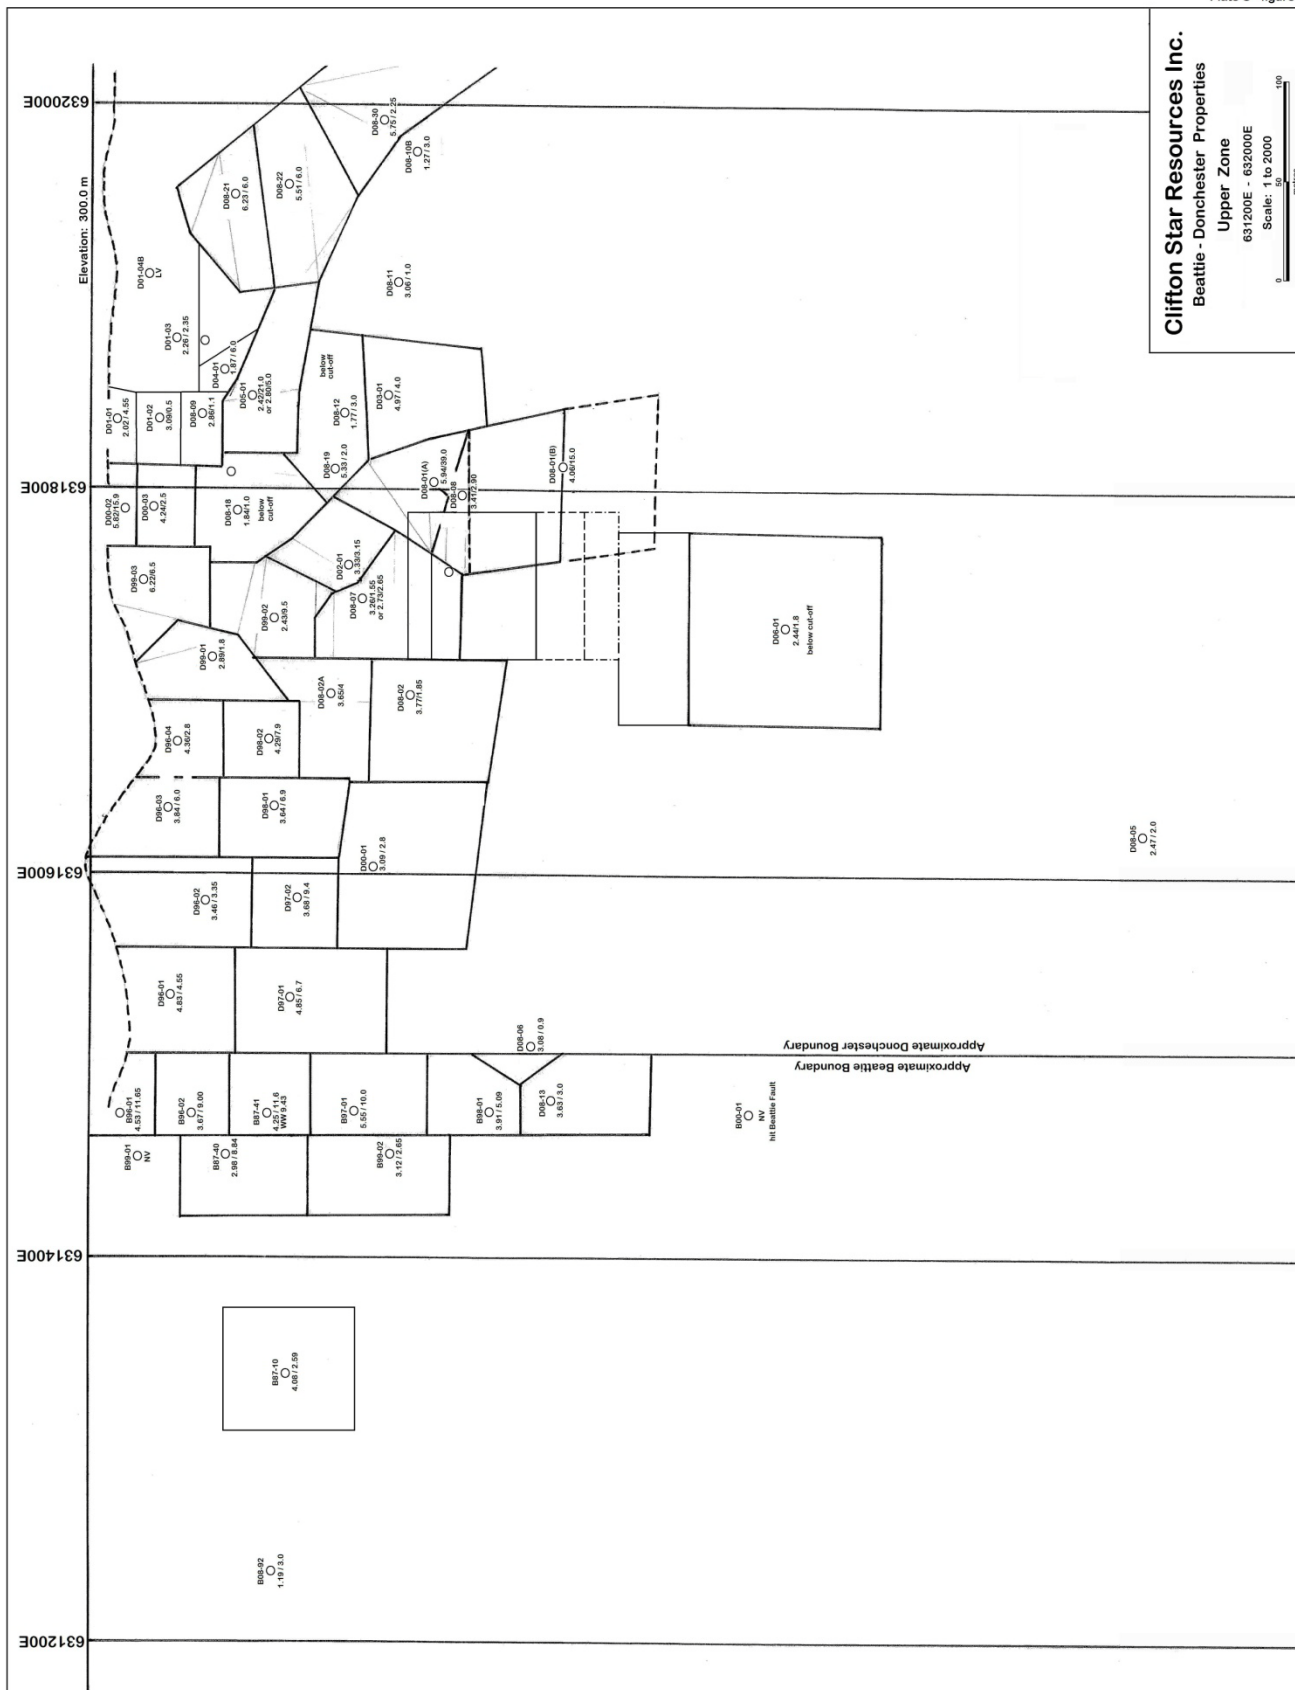 Clifton Star Resources Inc.
Beattie - Donchester Properties
Upper Zone
631200E - 632000E
Scale: 1 to 2000
0
50
100
Elevation: 300.0 m
632000E
631800E
631600E
631400E
631200E
D08-30
5.75 / 2.25
D08-10B
1.27 / 3.0
D08-21
6.23 / 6.0
D08-22
5.51 / 6.0
D01-04B
LV
D08-11
3.06 / 1.0
D01-03
2.26 / 2.35
D04-01
1.87 / 6.0
D05-01
2.42/21.0
or 2.80/5.0
below
cut-off
D08-12
1.77 / 3.0
D03-01
4.97 / 4.0
D01-01
2.02 / 4.55
D01-02
3.09/0.5
D08-09
2.86/1.1
D08-19
5.33 / 2.0
D08-01(A)
5.94/39.0
D08-08
3.41/2.90
D08-01(B)
4.06/15.0
D00-02
5.82/15.9
D00-03
4.24/2.5
D08-18
1.84/1.0
below
cut-off
D99-03
6.22/6.5
D02-01
3.33/3.15
D08-07
3.26/1.55
or 2.73/2.65
D99-02
2.43/9.5
D06-01
2.44/1.8
below cut-off
D99-01
2.89/1.8
D08-02A
3.65/4
D08-02
3.77/1.85
D96-04
4.36/2.8
D98-02
4.29/7.9
D96-03
3.84 / 6.0
D98-01
3.64 / 6.9
D00-01
3.09 / 2.8
D08-05
2.47 / 2.0
D96-02
3.46 / 3.35
D97-02
3.68 / 9.4
D96-01
4.83 / 4.55
D97-01
4.85 / 6.7
D08-06
3.08 / 0.9
Approximate Donchester Boundary
Approximate Beattie Boundary
B96-01
4.53 / 11.65
B96-02
3.67 / 9.00
B87-41
4.25 / 11.6
WW 9.43
B97-01
5.55 / 10.0
B98-01
3.91 / 5.09
D08-13
3.63 / 3.0
B00-01
NV
hit Beattie Fault
B99-01
NV
B87-40
2.98 / 8.84
B99-02
3.12 / 2.65
B87-10
4.08 / 2.59
B08-92
1.19 / 3.0